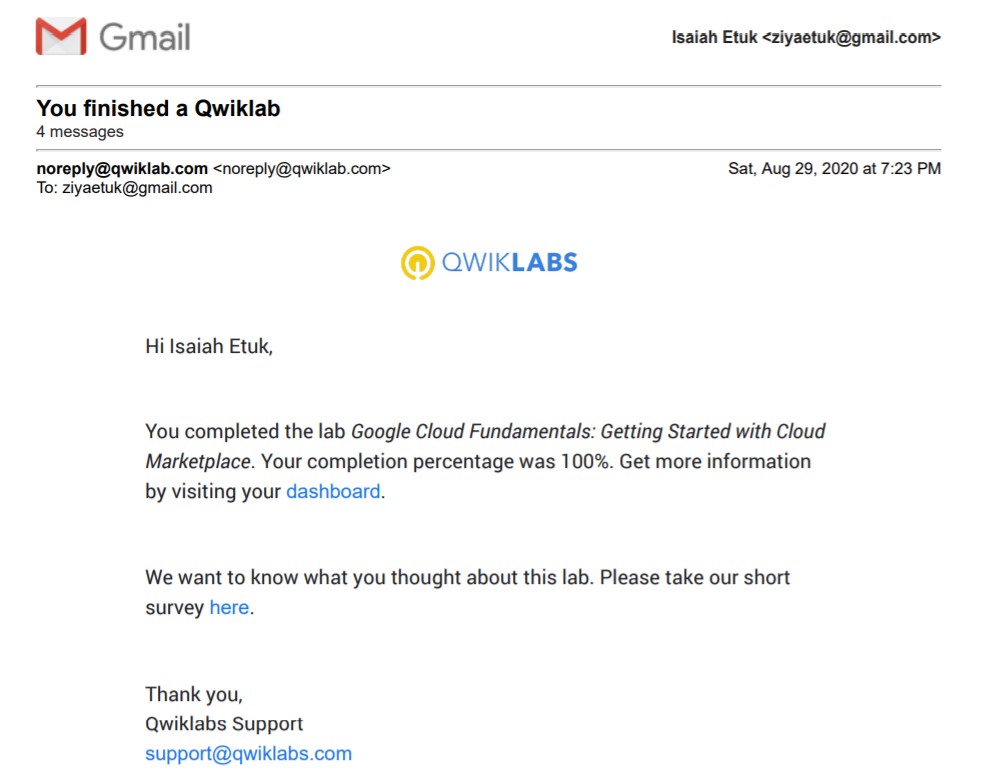 Gmail
Isaiah Etuk <ziyaetuk@gmail.com>
You finished a Qwiklab
4 messages
noreply@qwiklab.com <noreply@qwiklab.com>
Sat, Aug 29, 2020 at 7:23 PM
To: ziyaetuk@gmail.com
QWIKLABS
Hi Isaiah Etuk,
You completed the lab Google Cloud Fundamentals: Getting Started with Cloud
Marketplace. Your completion percentage was 100%. Get more information
by visiting your dashboard.
We want to know what you thought about this lab. Please take our short
survey here.
Thank you,
Qwiklabs Support
support@qwiklabs.com